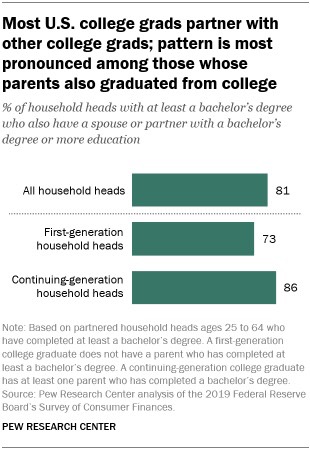 Most U.S. college grads partner with
other college grads; pattern is most
pronounced among those whose
parents also graduated from college
% of household heads with at least a bachelor's degree
who also have a spouse or partner with a bachelor's
degree or more education
All household heads 81
First-generation
household heads 73
Continuing-generation
household heads 86
Note: Based on partnered household heads ages 25 to 64 who
have completed at least a bachelor's degree. A first-generation
college graduate does not have a parent who has completed at
least a bachelor's degree. A continuing-generation college graduate
has at least one parent who has completed a bachelor's degree.
Source: Pew Research Center analysis of the 2019 Federal Reserve
Board's Survey of Consumer Finances.
PEW RESEARCH CENTER